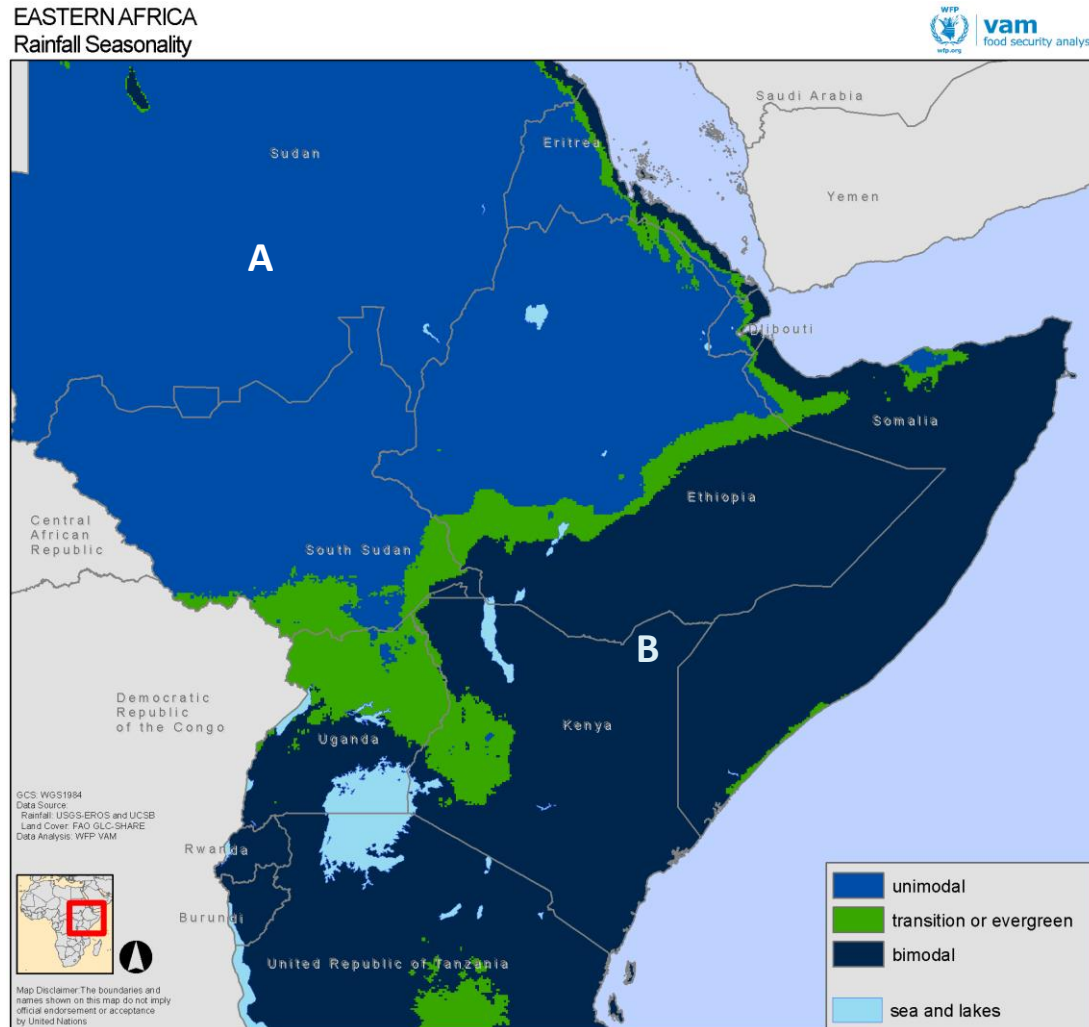 EASTERN AFRICA
Rainfall Seasonality
WFP
wfp.org
vam
food security analys
Saudi Arabia
Sudan
Eritrea
Yemen
A
Djibouti
Somalia
Ethiopia
Central
African
Republic
South Sudan
B
Democratic
Republic
of the Congo
Kenya
Uganda
GCS: WGS1984
Data Source:
Rainfall: USGS-EROS and UCSB
Land Cover: FAO GLC-SHARE
Data Analysis: WFP VAM
Rwanda
Burundi
United Republic of Tanzania
unimodal
transition or evergreen
bimodal
sea and lakes
Map Disclaimer:The boundaries and
names shown on this map do not imply
official endorsement or acceptance
by United Nations